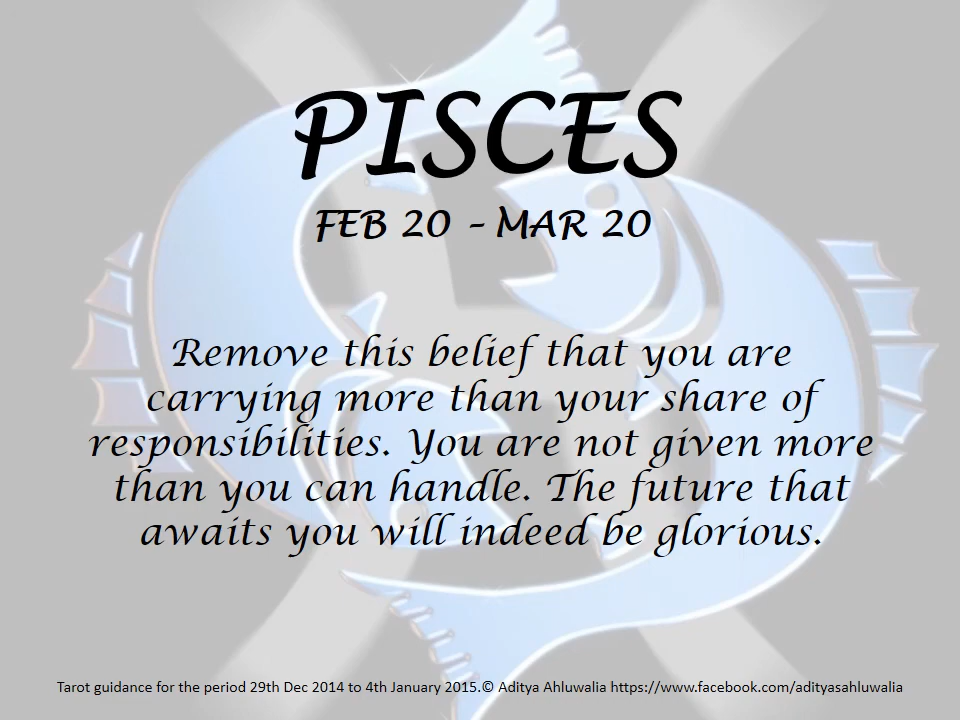 PISCES
FEB 20 – MAR 20
Remove this belief that you are
carrying more than your share of
responsibilities. You are not given more
than you can handle. The future that
awaits you will indeed be glorious.
Tarot guidance for the period 29th Dec 2014 to 4th January 2015.© Aditya Ahluwalia https://www.facebook.com/adityasahluwalia